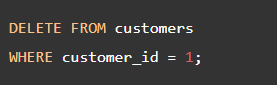 DELETE FROM customers
WHERE customer_id = 1;